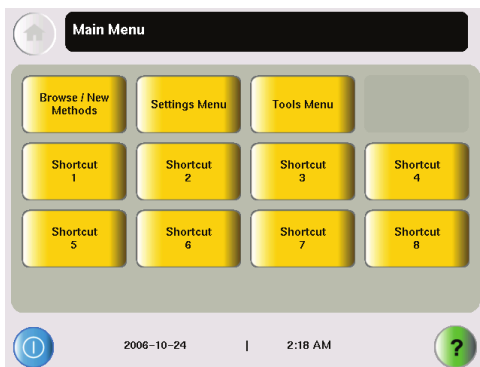 Main Menu
Browse / New
Methods
Settings Menu
Tools Menu
Shortcut
1
Shortcut
2
Shortcut
3
Shortcut
4
Shortcut
5
Shortcut
6
Shortcut
7
Shortcut
8
2006-10-24 | 2:18 AM
?